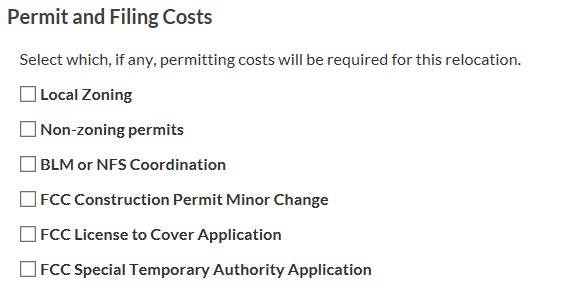 Permit and Filing Costs
Select which, if any, permitting costs will be required for this relocation.
Local Zoning
Non-zoning permits
BLM or NFS Coordination
FCC Construction Permit Minor Change
FCC License to Cover Application
FCC Special Temporary Authority Application